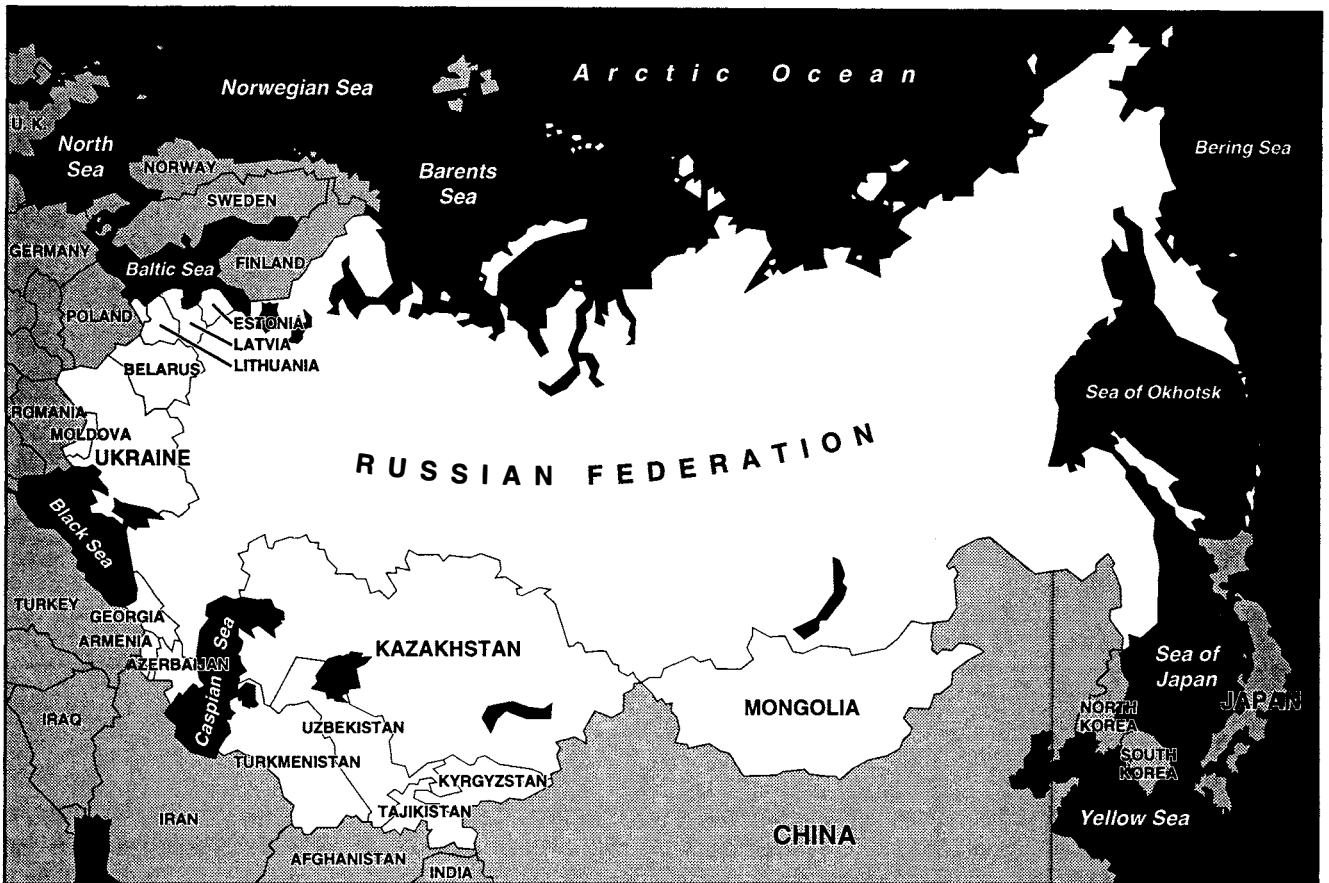 Arctic Ocean
Norwegian Sea
U.K.
North
Sea
Bering Sea
NORWAY
Barents
Sea
SWEDEN
GERMANY
Baltic Sea
FINLAND
POLAND
ESTONIA
LATVIA
LITHUANIA
BELARUS
Sea of Okhotsk
ROMANIA
MOLDOVA
UKRAINE
RUSSIAN FEDERATION
Black Sea
TURKEY
GEORGIA
ARMENIA
AZERBAIJAN
Caspian Sea
KAZAKHSTAN
Sea of
Japan
IRAQ
UZBEKISTAN
MONGOLIA
NORTH
KOREA
JAPAN
TURKMENISTAN
KYRGYZSTAN
SOUTH
KOREA
TAJIKISTAN
IRAN
CHINA
Yellow Sea
AFGHANISTAN
INDIA